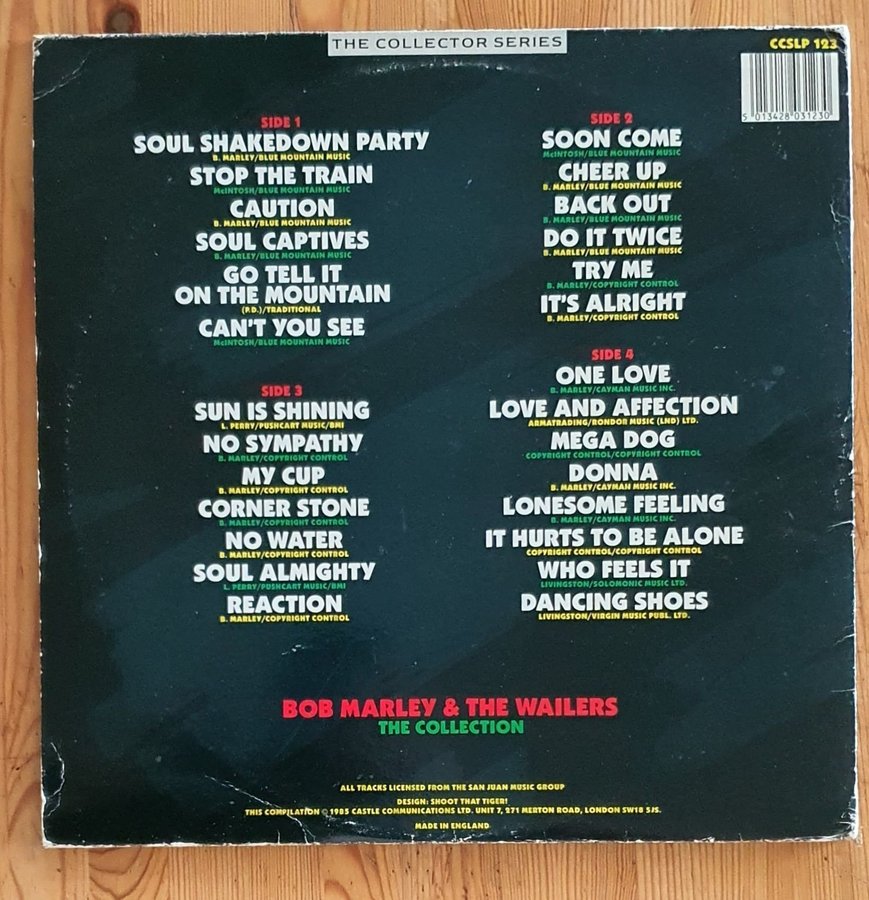 THE COLLECTOR SERIES
CCSLP 123
5 013428 031230
SIDE 1
SOUL SHAKEDOWN PARTY
B. MARLEY/BLUE MOUNTAIN MUSIC
STOP THE TRAIN
McINTOSH/BLUE MOUNTAIN MUSIC
CAUTION
B. MARLEY/BLUE MOUNTAIN MUSIC
SOUL CAPTIVES
B. MARLEY/BLUE MOUNTAIN MUSIC
GO TELL IT
ON THE MOUNTAIN
(P.D.)/TRADITIONAL
CAN'T YOU SEE
McINTOSH/BLUE MOUNTAIN MUSIC
SIDE 2
SOON COME
McINTOSH/BLUE MOUNTAIN MUSIC
CHEER UP
B. MARLEY/BLUE MOUNTAIN MUSIC
BACK OUT
B. MARLEY/BLUE MOUNTAIN MUSIC
DO IT TWICE
B. MARLEY/BLUE MOUNTAIN MUSIC
TRY ME
B. MARLEY/COPYRIGHT CONTROL
IT'S ALRIGHT
B. MARLEY/COPYRIGHT CONTROL
SIDE 3
SUN IS SHINING
L. PERRY/PUSHCART MUSIC/BMI
NO SYMPATHY
B. MARLEY/COPYRIGHT CONTROL
MY CUP
B. MARLEY/COPYRIGHT CONTROL
CORNER STONE
B. MARLEY/COPYRIGHT CONTROL
NO WATER
B. MARLEY/COPYRIGHT CONTROL
SOUL ALMIGHTY
L. PERRY/PUSHCART MUSIC/BMI
REACTION
B. MARLEY/COPYRIGHT CONTROL
SIDE 4
ONE LOVE
B. MARLEY/CAYMAN MUSIC INC.
LOVE AND AFFECTION
ARMATRADING/RONDOR MUSIC (LND) LTD.
MEGA DOG
COPYRIGHT CONTROL/COPYRIGHT CONTROL
DONNA
B. MARLEY/CAYMAN MUSIC INC.
LONESOME FEELING
B. MARLEY/CAYMAN MUSIC INC.
IT HURTS TO BE ALONE
COPYRIGHT CONTROL/COPYRIGHT CONTROL
WHO FEELS IT
LIVINGSTON/SOLOMONIC MUSIC LTD.
DANCING SHOES
LIVINGSTON/VIRGIN MUSIC PUBL. LTD.
BOB MARLEY & THE WAILERS
THE COLLECTION
ALL TRACKS LICENSED FROM THE SAN JUAN MUSIC GROUP
DESIGN: SHOOT THAT TIGER!
THIS COMPILATION © 1985 CASTLE COMMUNICATIONS LTD. UNIT 7, 271 MERTON ROAD, LONDON SW18 5JS.
MADE IN ENGLAND